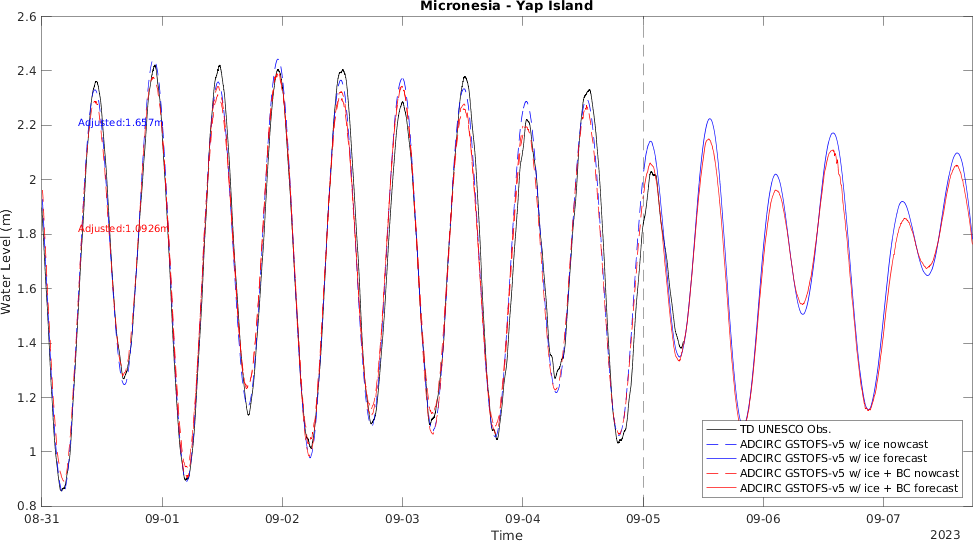 Micronesia - Yap Island
2.6
2.4
2.2
2
1.8
1.6
1.4
1.2
1
0.8
Water Level (m)
Adjusted:1.657m
Adjusted:1.0926m
TD UNESCO Obs.
ADCIRC GSTOFS-v5 w/ ice nowcast
ADCIRC GSTOFS-v5 w/ ice forecast
ADCIRC GSTOFS-v5 w/ ice + BC nowcast
ADCIRC GSTOFS-v5 w/ ice + BC forecast
08-31 09-01 09-02 09-03 09-04 09-05 09-06 09-07
Time
2023